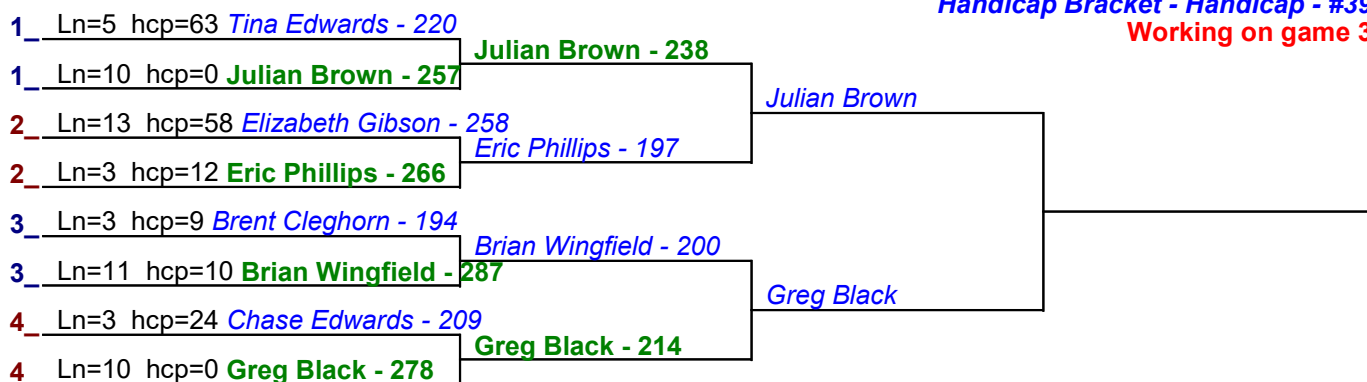 Handicap Bracket - Handicap - #39
Working on game 3
1_ Ln=5 hcp=63 Tina Edwards - 220
Julian Brown - 238
1_ Ln=10 hcp=0 Julian Brown - 257
Julian Brown
2_ Ln=13 hcp=58 Elizabeth Gibson - 258
Eric Phillips - 197
2_ Ln=3 hcp=12 Eric Phillips - 266
3_ Ln=3 hcp=9 Brent Cleghorn - 194
Brian Wingfield - 200
3_ Ln=11 hcp=10 Brian Wingfield - 287
Greg Black
4_ Ln=3 hcp=24 Chase Edwards - 209
Greg Black - 214
4 Ln=10 hcp=0 Greg Black - 278